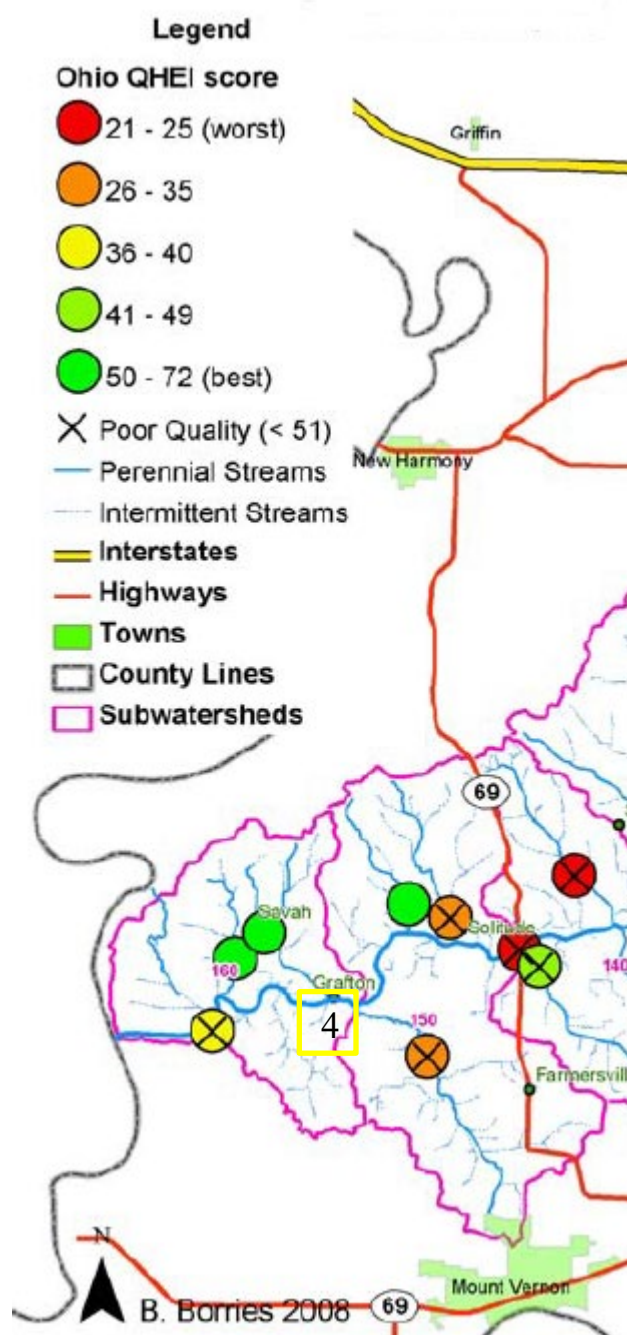 Legend
Ohio QHEI score
21 - 25 (worst)
26 - 35
36 - 40
41 - 49
50 - 72 (best)
Poor Quality (< 51)
Perennial Streams
Intermittent Streams
Interstates
Highways
Towns
County Lines
Subwatersheds
Griffin
New Harmony
69
Savah
Solitude
160
140
Grafton
4
150
Farmersvill
Mount Vernon
N
B. Borries 2008
69